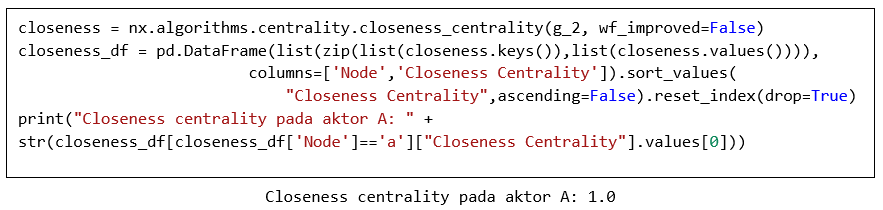 closeness = nx.algorithms.centrality.closeness_centrality(g_2, wf_improved=False)
closeness_df = pd.DataFrame(list(zip(list(closeness.keys()),list(closeness.values()))),
columns=['Node','Closeness Centrality']).sort_values(
"Closeness Centrality",ascending=False).reset_index(drop=True)
print("Closeness centrality pada aktor A: " +
str(closeness_df[closeness_df['Node']=='a']["Closeness Centrality"].values[0]))
Closeness centrality pada aktor A: 1.0